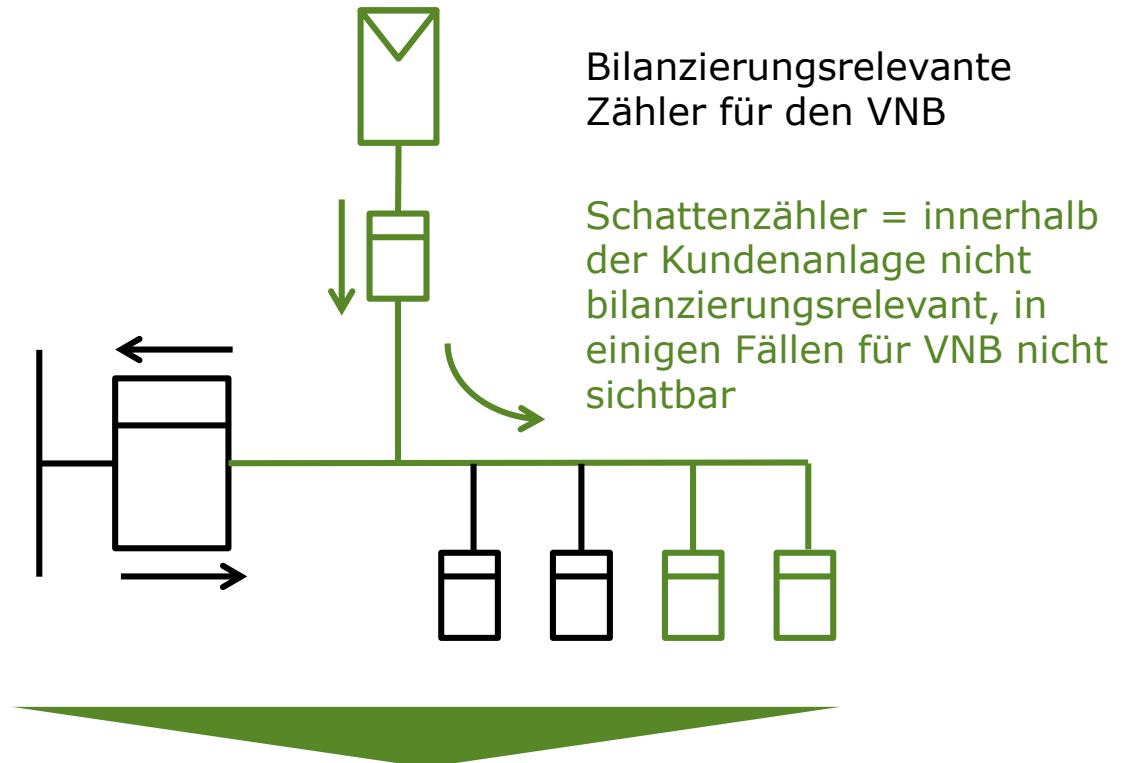 Bilanzierungsrelevante
Zähler für den VNB
Schattenzähler = innerhalb
der Kundenanlage nicht
bilanzierungsrelevant, in
einigen Fällen für VNB nicht
sichtbar